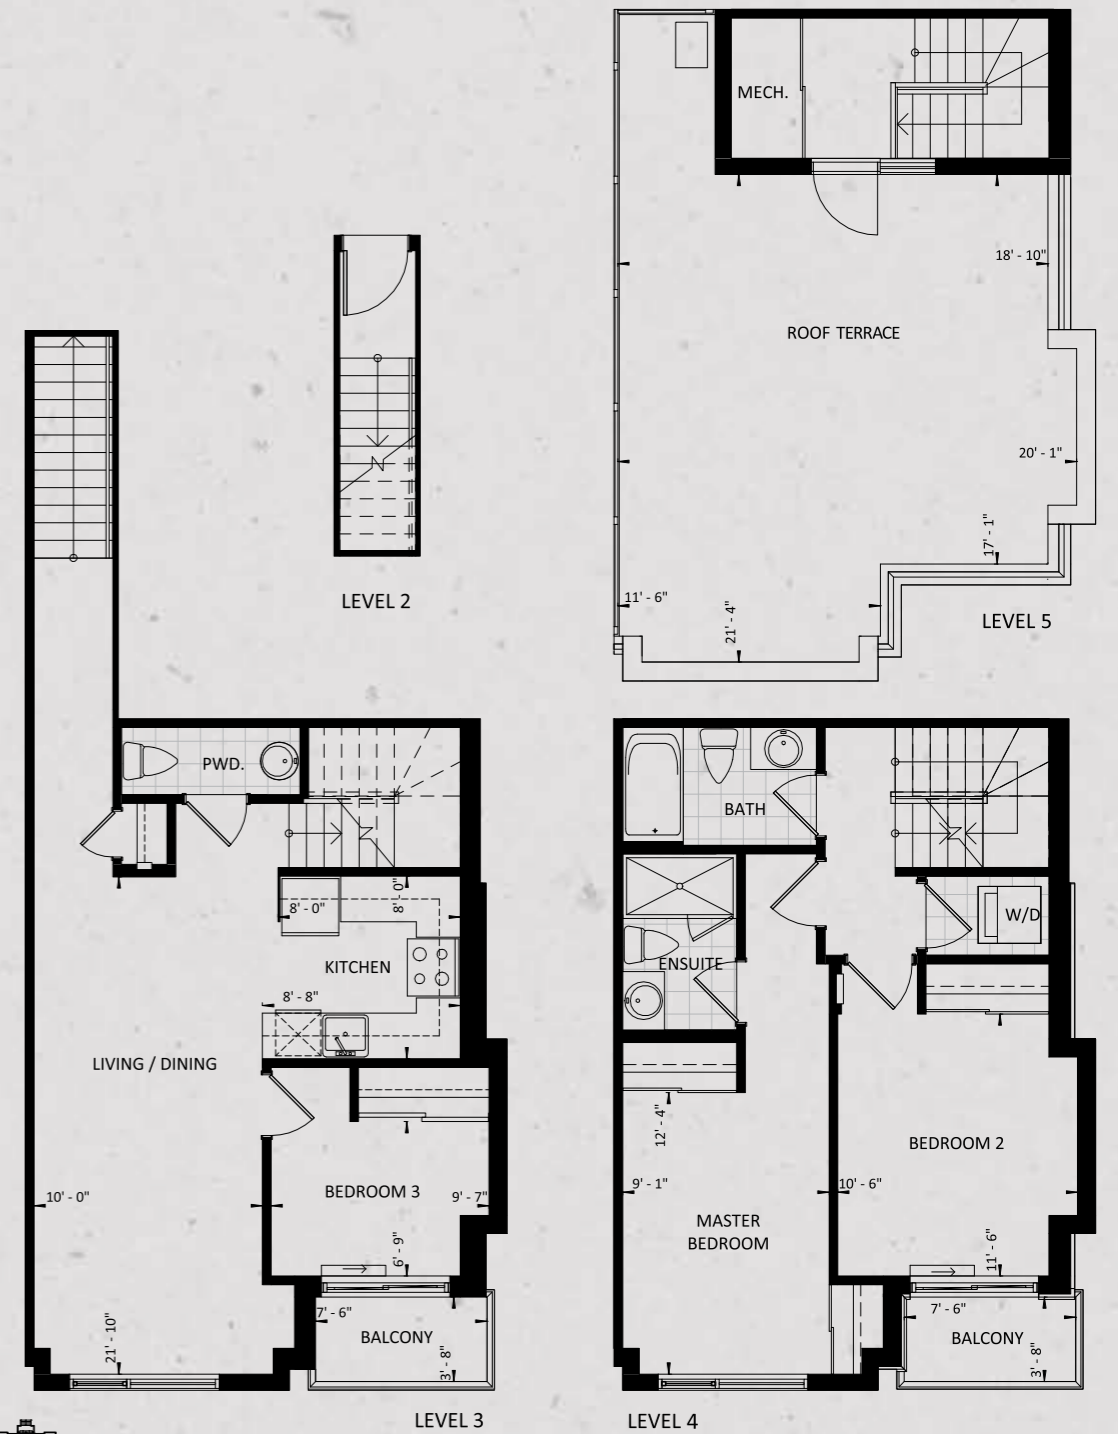 MECH.
18' - 10"
ROOF TERRACE
20' - 1"
17' - 1"
11' - 6"
21' - 4"
LEVEL 5
LEVEL 2
PWD.
8' - 0"
8' - 0"
KITCHEN
8' - 8"
LIVING / DINING
BEDROOM 3
10' - 0"
9' - 7"
6' - 9"
7' - 6"
BALCONY
21' - 10"
3' - 8"
LEVEL 3
BATH
W/D
ENSUITE
12' - 4"
BEDROOM 2
9' - 1"
10' - 6"
MASTER
BEDROOM
11' - 6"
7' - 6"
BALCONY
3' - 8"
LEVEL 4